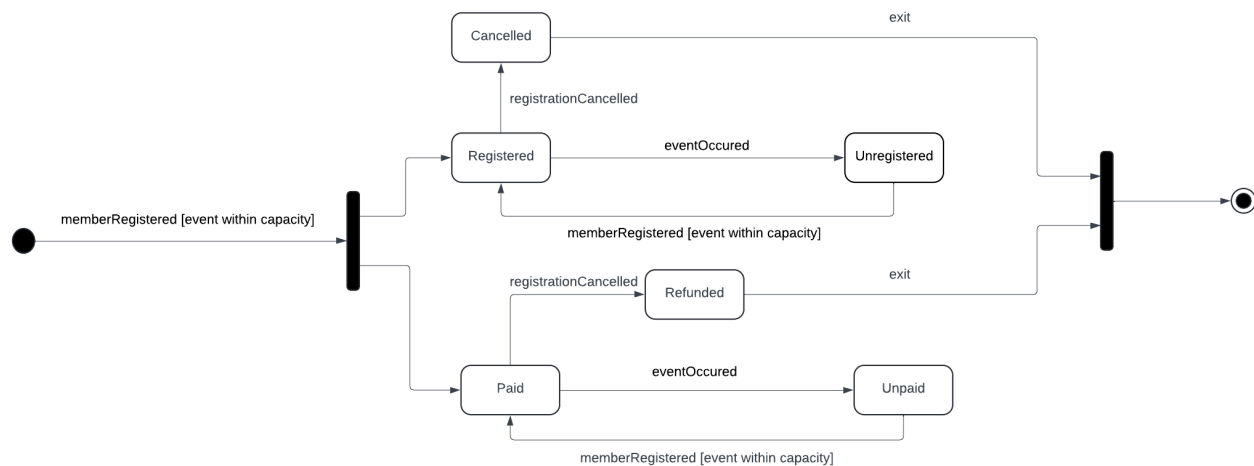 exit
Cancelled
registrationCancelled
eventOccured
Registered
Unregistered
memberRegistered [event within capacity]
memberRegistered [event within capacity]
registrationCancelled
exit
Refunded
eventOccured
Paid
Unpaid
memberRegistered [event within capacity]